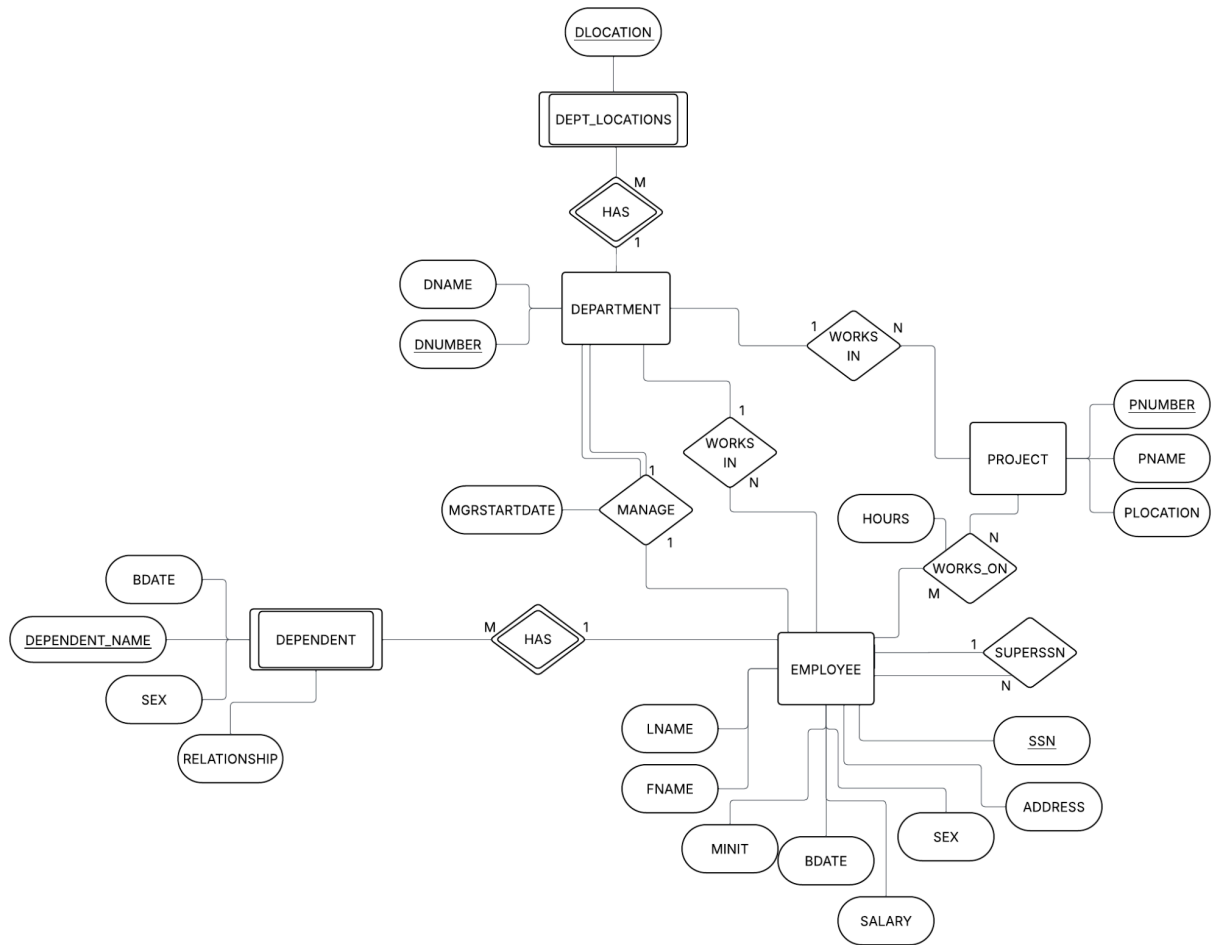 DLOCATION
DEPT_LOCATIONS
M
HAS
1
DNAME
DNUMBER
DEPARTMENT
1
WORKS
IN
N
PNUMBER
PNAME
PLOCATION
PROJECT
1
WORKS
IN
N
1
MANAGE
1
MGRSTARTDATE
HOURS
N
WORKS_ON
M
BDATE
DEPENDENT_NAME
SEX
RELATIONSHIP
DEPENDENT
M
HAS
1
EMPLOYEE
1
SUPERSSN
N
LNAME
FNAME
MINIT
BDATE
SALARY
SEX
ADDRESS
SSN